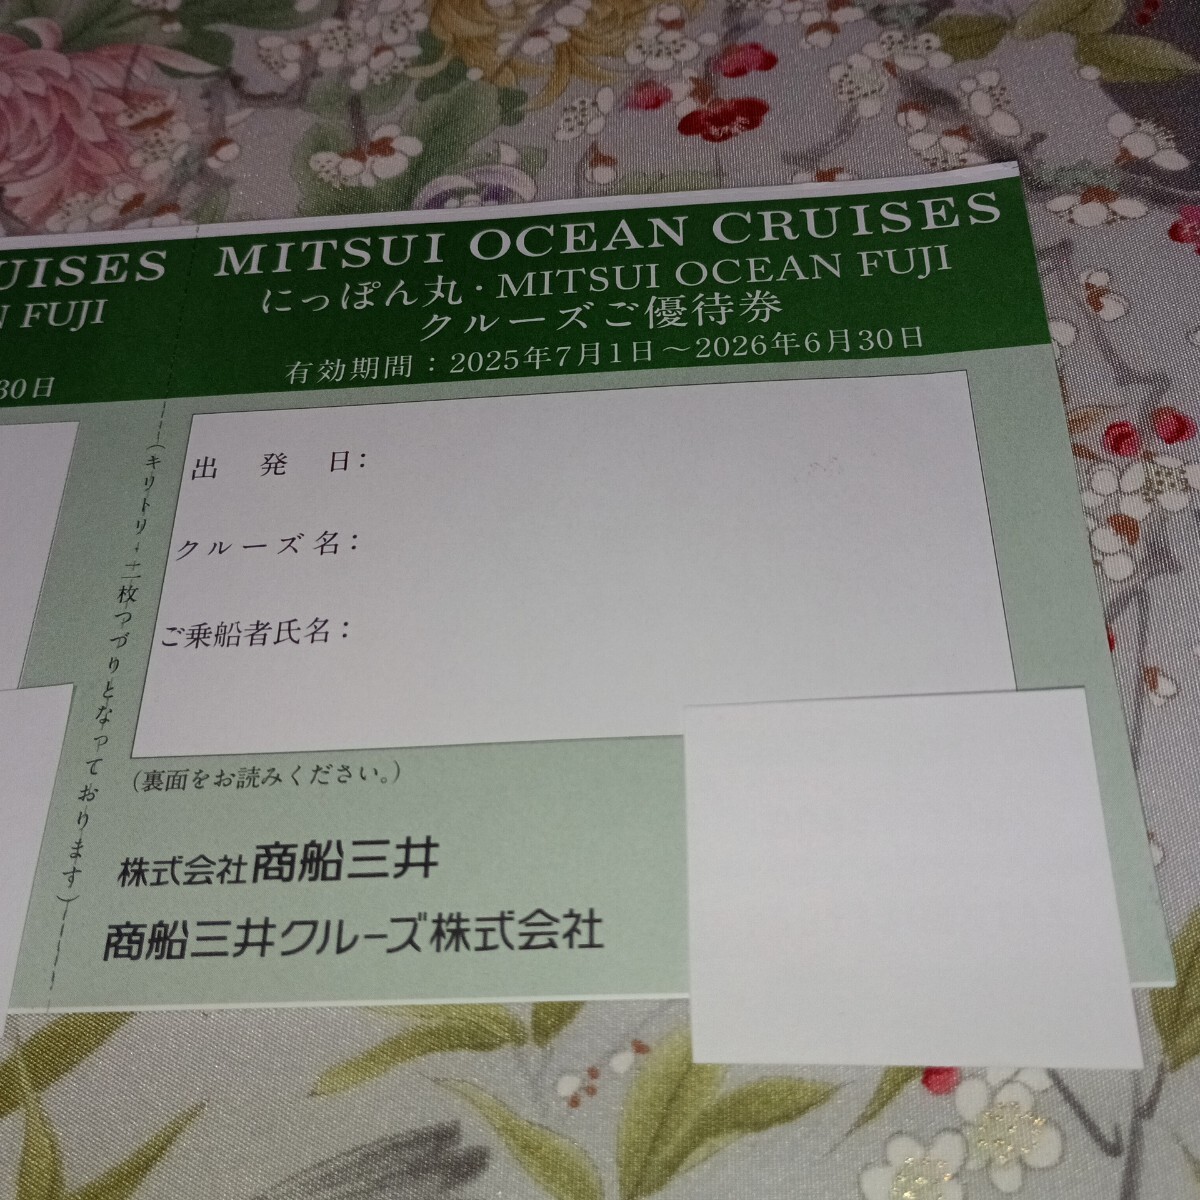 UISES
N FUJI
30日
MITSUI OCEAN CRUISES
にっぽん丸・MITSUI OCEAN FUJI
クルーズご優待券
有効期間：2025年7月1日～2026年6月30日
(キリトリ・二枚つづりとなっております)
出　発　日：
クルーズ名：
ご乗船者氏名：
(裏面をお読みください。)
株式会社商船三井
商船三井クルーズ株式会社